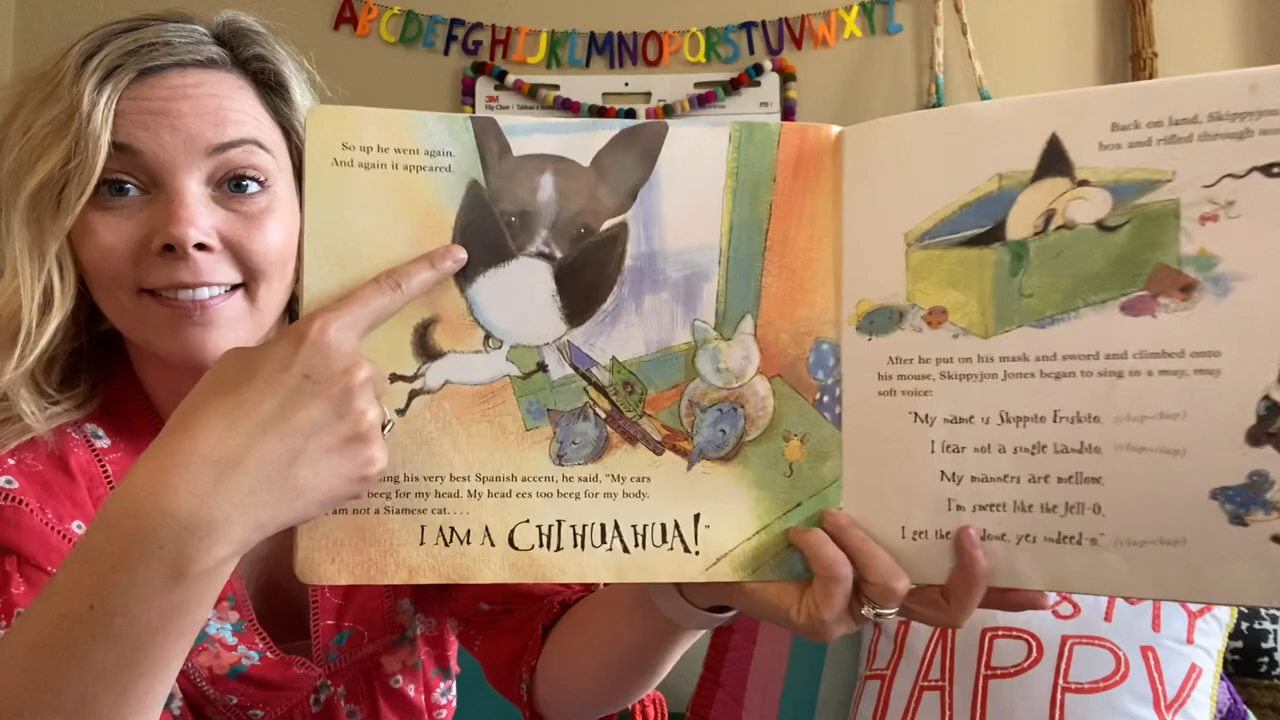 ABCDEFGHIJKLMNOPQRSTUVWXYZ
3M
Flip Chart
So up he went again.
And again it appeared.
his very best Spanish accent, he said, "My ears
beeg for my head. My head ees too beeg for my body.
am not a Siamese cat. . . .
I AM A CHIHUAHUA!"
Back on land, Skippyjon
box and rifled through
After he put on his mask and sword and climbed onto
his mouse, Skippyjon Jones began to sing in a muy, muy
soft voice:
"My name is Skippito Friskito. (clap-clap)
I fear not a single bandito. (clap-clap)
My manners are mellow,
I'm sweet like the Jell-O,
I get the done, yes indeed-o." (clap-clap)
MY
HAPPY